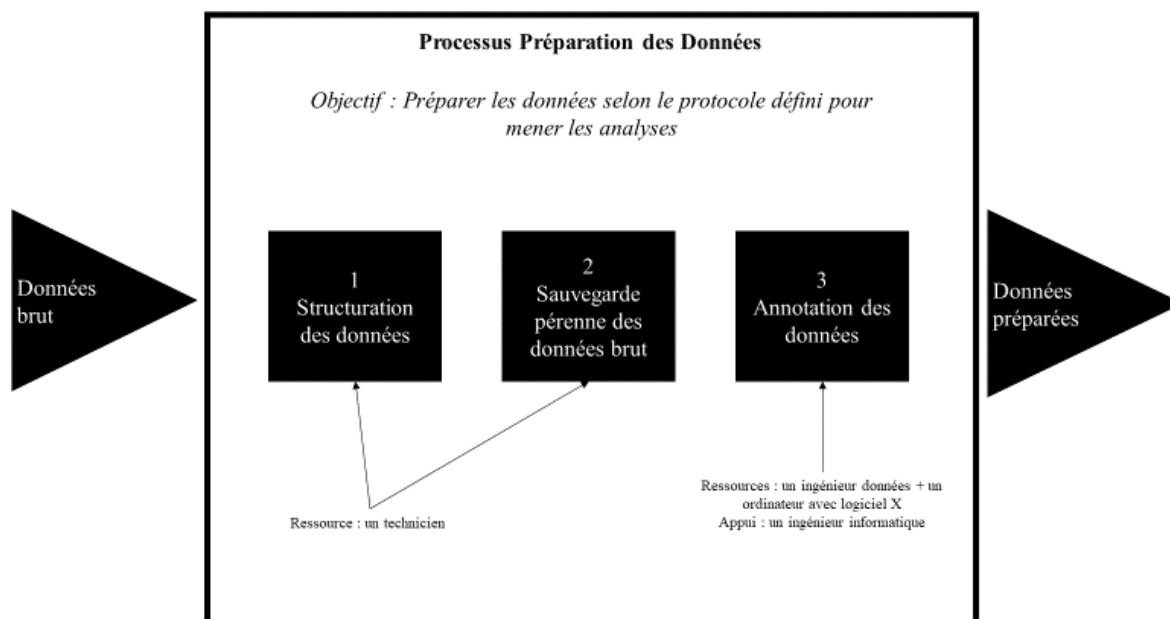 Processus Préparation des Données
Objectif : Préparer les données selon le protocole défini pour
mener les analyses
Données
brut
1
Structuration
des données
2
Sauvegarde
pérenne des
données brut
3
Annotation des
données
Données
préparées
Ressource : un technicien
Ressources : un ingénieur données + un
ordinateur avec logiciel X
Appui : un ingénieur informatique